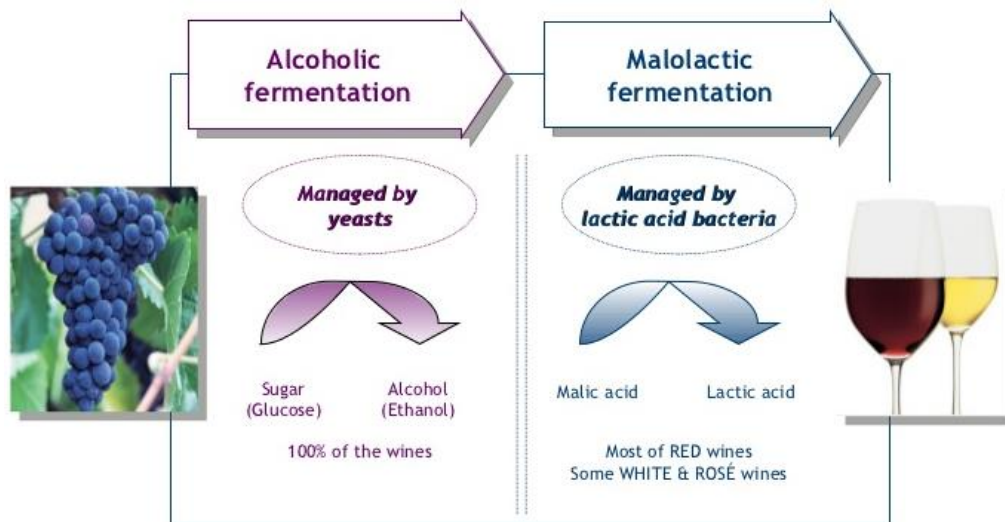 Alcoholic
fermentation
Malolactic
fermentation
Managed by
yeasts
Managed by
lactic acid bacteria
Sugar
(Glucose)
Alcohol
(Ethanol)
Malic acid
Lactic acid
100% of the wines
Most of RED wines
Some WHITE & ROSÉ wines